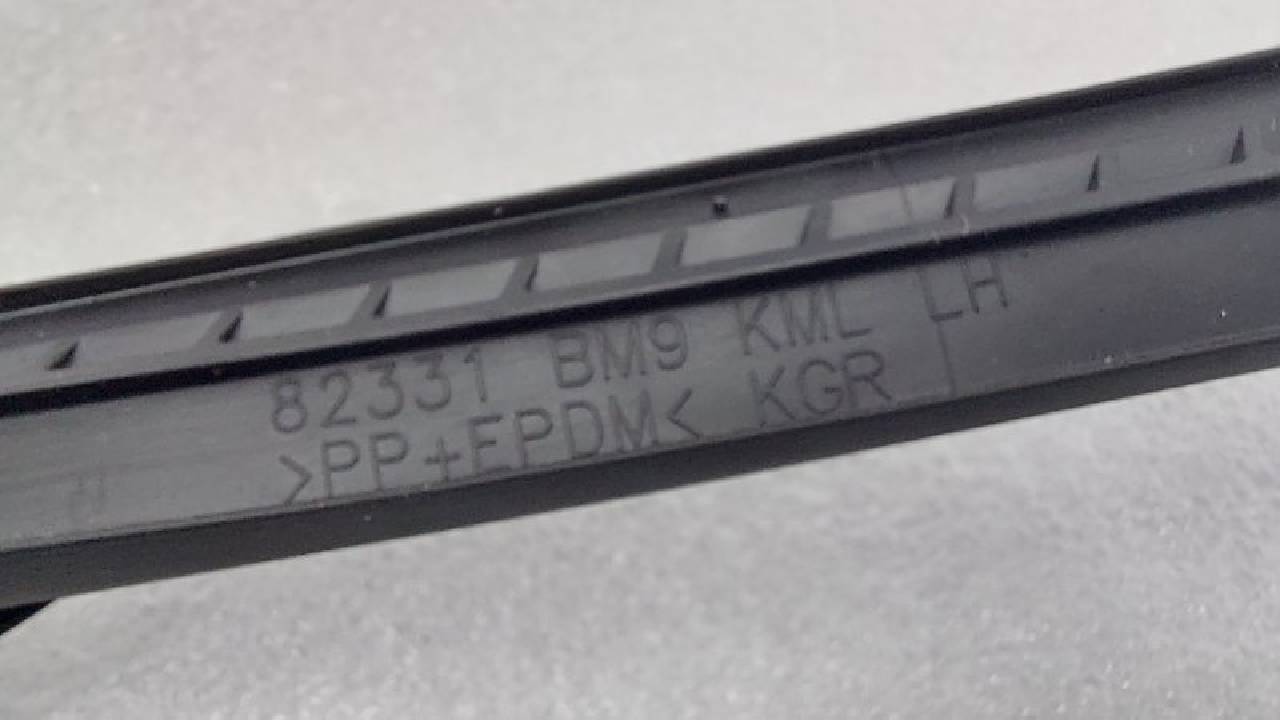 82331 BM9 KML LH
>PP+EPDM< KGR